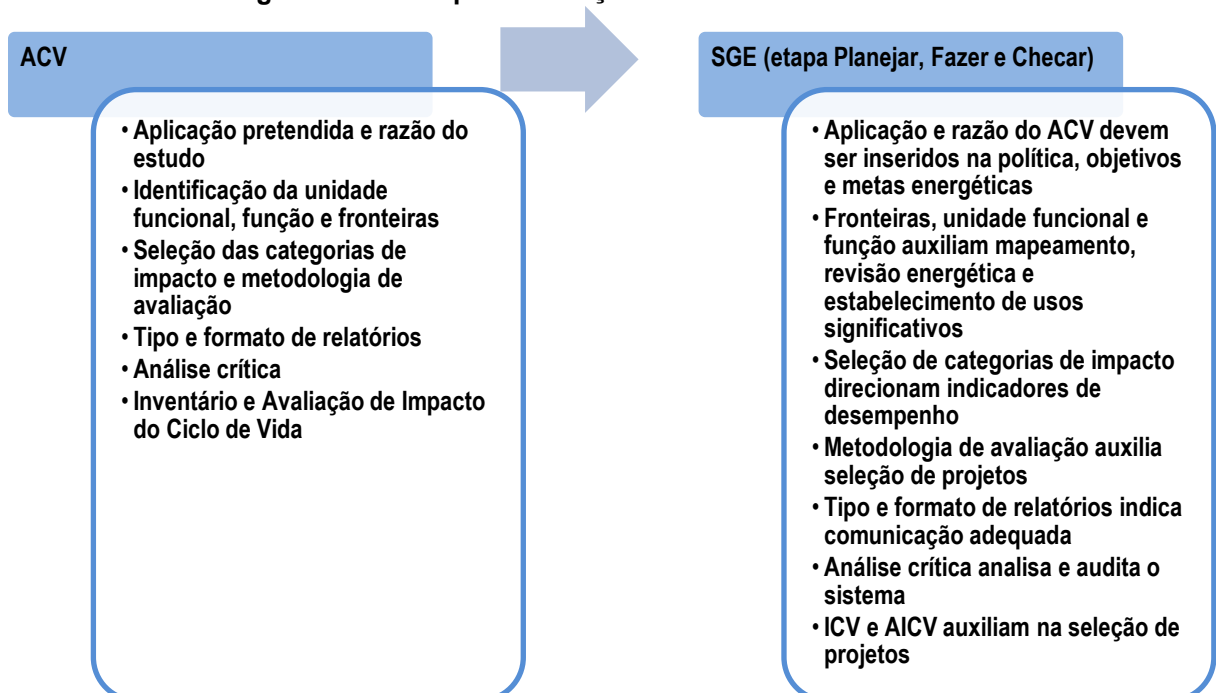 ACV
• Aplicação pretendida e razão do
estudo
• Identificação da unidade
funcional, função e fronteiras
• Seleção das categorias de
impacto e metodologia de
avaliação
• Tipo e formato de relatórios
• Análise crítica
• Inventário e Avaliação de Impacto
do Ciclo de Vida
SGE (etapa Planejar, Fazer e Checar)
• Aplicação e razão do ACV devem
ser inseridos na política, objetivos
e metas energéticas
• Fronteiras, unidade funcional e
função auxiliam mapeamento,
revisão energética e
estabelecimento de usos
significativos
• Seleção de categorias de impacto
direcionam indicadores de
desempenho
• Metodologia de avaliação auxilia
seleção de projetos
• Tipo e formato de relatórios indica
comunicação adequada
• Análise crítica analisa e audita o
sistema
• ICV e AICV auxiliam na seleção de
projetos